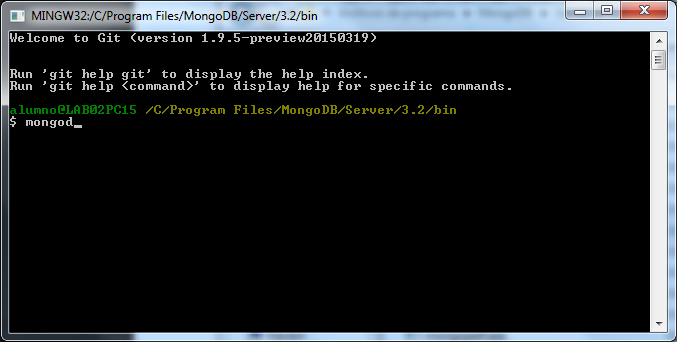 MINGW32:/C/Program Files/MongoDB/Server/3.2/bin
Welcome to Git (version 1.9.5-preview20150319)
Run 'git help git' to display the help index.
Run 'git help <command>' to display help for specific commands.
alumno@LAB02PC15 /C/Program Files/MongoDB/Server/3.2/bin
$ mongod_